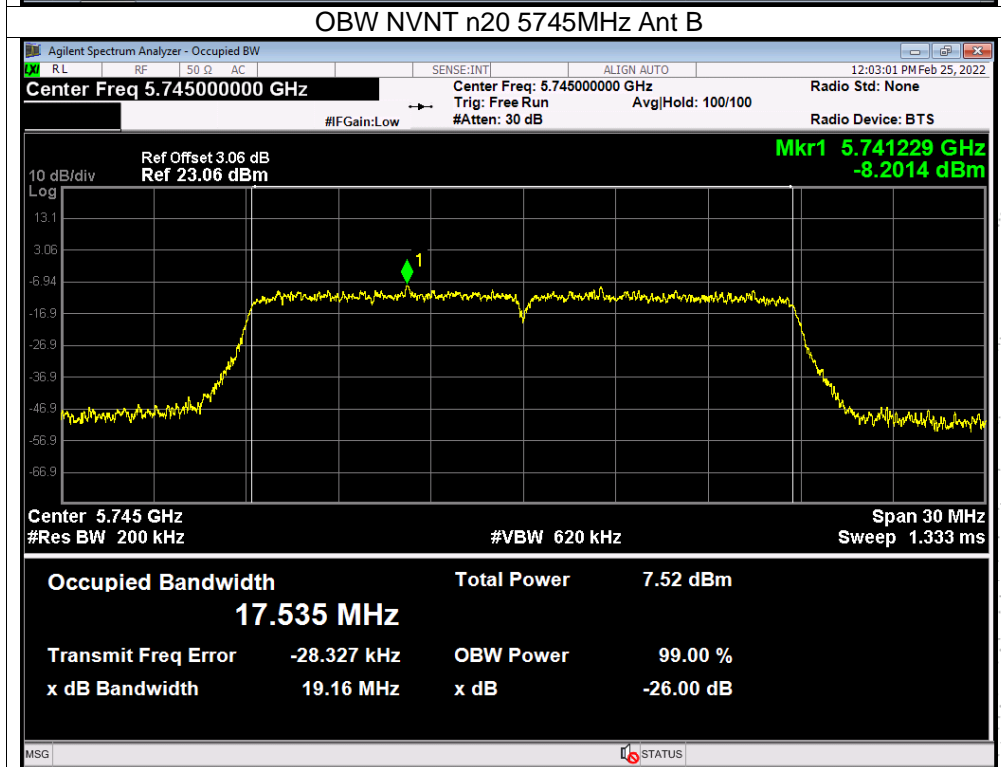 OBW NVNT n20 5745MHz Ant B
Agilent Spectrum Analyzer - Occupied BW
LXI RL RF 50 Ω AC SENSE:INT ALIGN AUTO 12:03:01 PM Feb 25, 2022
Center Freq 5.745000000 GHz
Center Freq: 5.745000000 GHz
Radio Std: None
Trig: Free Run Avg|Hold: 100/100
#IFGain:Low #Atten: 30 dB Radio Device: BTS
Mkr1 5.741229 GHz
-8.2014 dBm
Ref Offset 3.06 dB
10 dB/div Ref 23.06 dBm
Log
13.1
3.06
1
-6.94
-16.9
-26.9
-36.9
-46.9
-56.9
-66.9
Center 5.745 GHz Span 30 MHz
#Res BW 200 kHz #VBW 620 kHz Sweep 1.333 ms
Occupied Bandwidth Total Power 7.52 dBm
17.535 MHz
Transmit Freq Error -28.327 kHz OBW Power 99.00 %
x dB Bandwidth 19.16 MHz x dB -26.00 dB
MSG STATUS